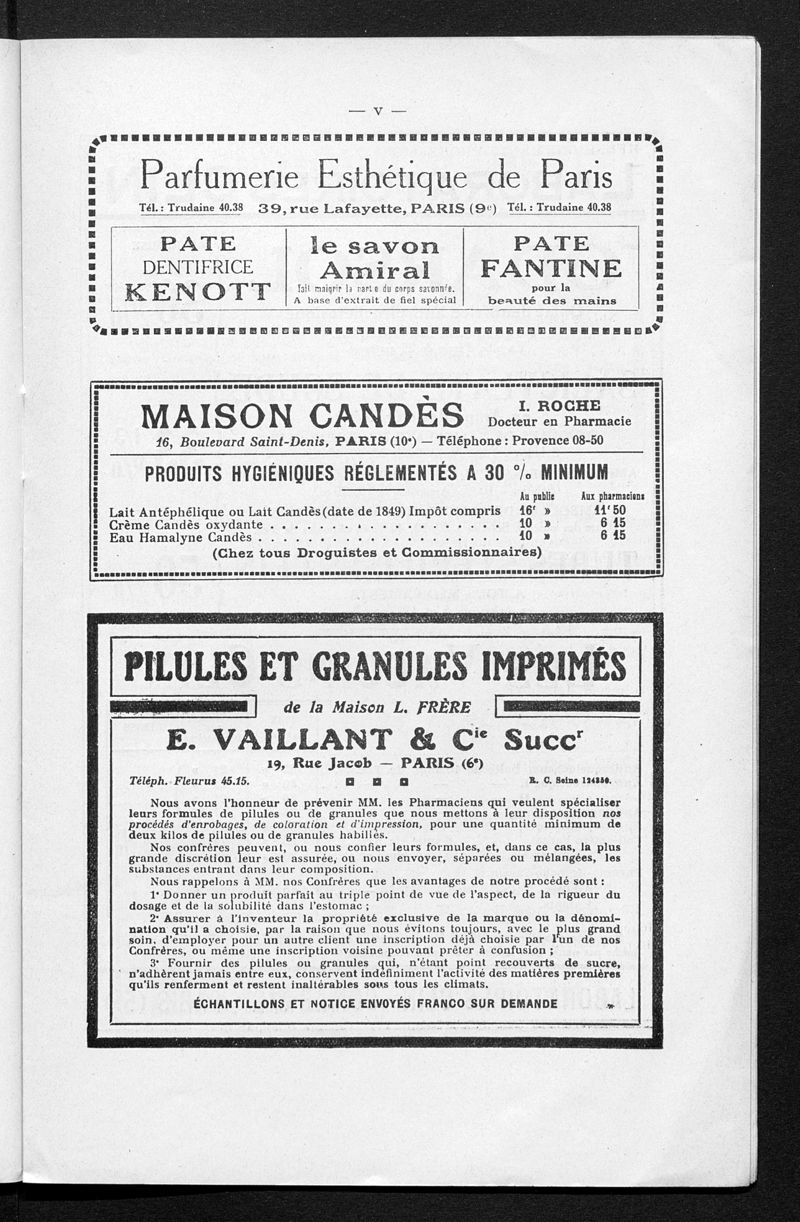 — V —
Parfumerie Esthétique de Paris
Tél. : Trudaine 40.38 39, rue Lafayette, PARIS (9e) Tél. : Trudaine 40.38
PATE
DENTIFRICE
KENOTT
le savon
Amiral
fait maigrir la partie du corps savonnée.
A base d'extrait de fiel spécial
PATE
FANTINE
pour la
beauté des mains
MAISON CANDÈS
I. ROCHE
Docteur en Pharmacie
16, Boulevard Saint-Denis, PARIS (10e) — Téléphone : Provence 08-50
PRODUITS HYGIÉNIQUES RÉGLEMENTÉS A 30 % MINIMUM
Au public Aux pharmaciens
Lait Antéphélique ou Lait Candès (date de 1849) Impôt compris 16f » 11f 50
Crème Candès oxydante . . . . . . . . . . . . . . . . . . . 10 » 6 15
Eau Hamalyne Candès . . . . . . . . . . . . . . . . . . . . 10 » 6 15
(Chez tous Droguistes et Commissionnaires)
PILULES ET GRANULES IMPRIMÉS
de la Maison L. FRÈRE
E. VAILLANT & Cie Succr
19, Rue Jacob — PARIS (6e)
Téléph. Fleurus 45.15. R. C. Seine
Nous avons l'honneur de prévenir MM. les Pharmaciens qui veulent spécialiser
leurs formules de pilules ou de granules que nous mettons à leur disposition nos
procédés d'enrobages, de coloration et d'impression, pour une quantité minimum de
deux kilos de pilules ou de granules habillés.
Nos confrères peuvent, ou nous confier leurs formules, et, dans ce cas, la plus
grande discrétion leur est assurée, ou nous envoyer, séparées ou mélangées, les
substances entrant dans leur composition.
Nous rappelons à MM. nos Confrères que les avantages de notre procédé sont :
1° Donner un produit parfait au triple point de vue de l'aspect, de la rigueur du
dosage et de la solubilité dans l'estomac ;
2° Assurer à l'inventeur la propriété exclusive de la marque ou la dénomi-
nation qu'il a choisie, par la raison que nous évitons toujours, avec le plus grand
soin, d'employer pour un autre client une inscription déjà choisie par l'un de nos
Confrères, ou même une inscription voisine pouvant prêter à confusion ;
3° Fournir des pilules ou granules qui, n'étant point recouverts de sucre,
n'adhèrent jamais entre eux, conservent indéfiniment l'activité des matières premières
qu'ils renferment et restent inaltérables sous tous les climats.
ÉCHANTILLONS ET NOTICE ENVOYÉS FRANCO SUR DEMANDE